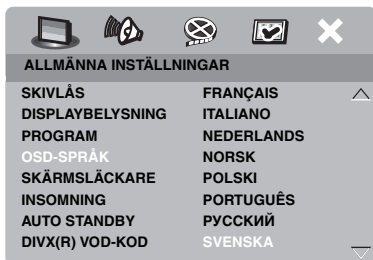 ALLMÄNNA INSTÄLLNINGAR
SKIVLÅS FRANÇAIS
DISPLAYBELYSNING ITALIANO
PROGRAM NEDERLANDS
OSD-SPRÅK NORSK
SKÄRMSLÄCKARE POLSKI
INSOMNING PORTUGUÊS
AUTO STANDBY РУССКИЙ
DIVX(R) VOD-KOD SVENSKA